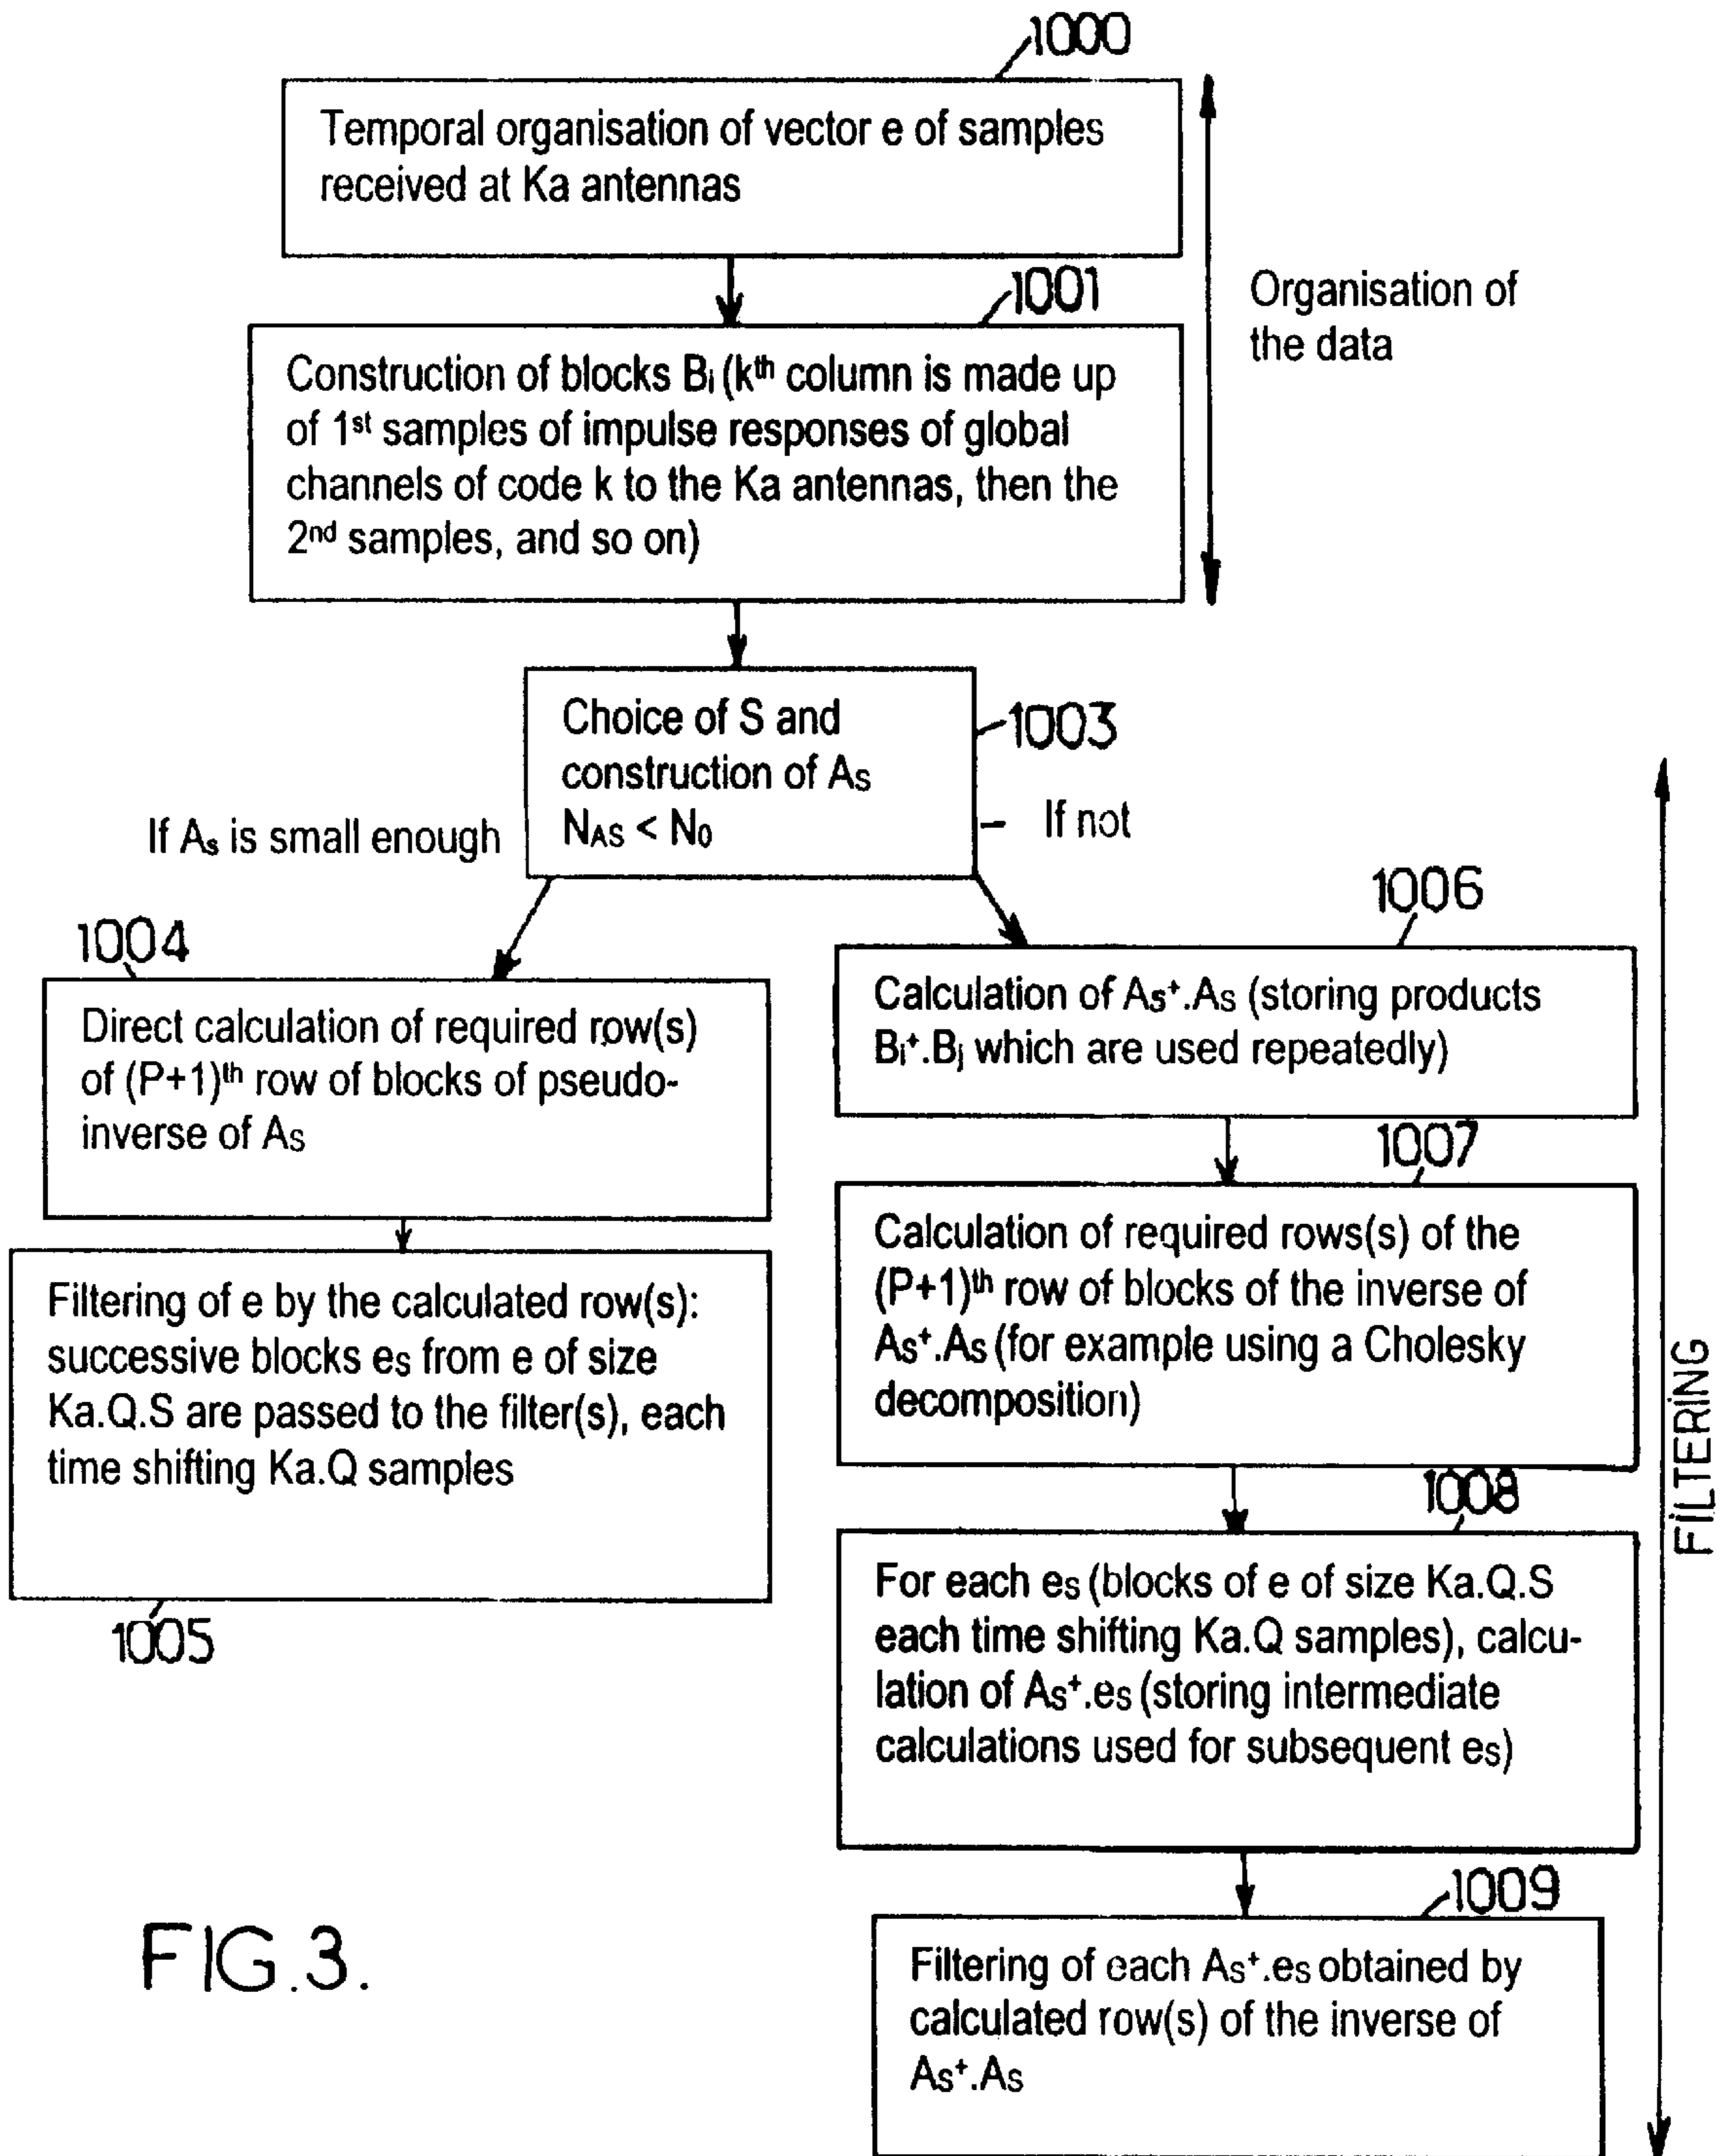 1000
Temporal organisation of vector e of samples
received at Ka antennas
1001
Organisation of
the data
Construction of blocks Bi (kth column is made up
of 1st samples of impulse responses of global
channels of code k to the Ka antennas, then the
2nd samples, and so on)
Choice of S and
construction of As
NAS < N0
1003
If As is small enough
If not
1004
Direct calculation of required row(s)
of (P+1)th row of blocks of pseudo-
inverse of As
Filtering of e by the calculated row(s):
successive blocks es from e of size
Ka.Q.S are passed to the filter(s), each
time shifting Ka.Q samples
1005
1006
Calculation of As+.As (storing products
Bi+.Bj which are used repeatedly)
1007
Calculation of required rows(s) of the
(P+1)th row of blocks of the inverse of
As+.As (for example using a Cholesky
decomposition)
1008
For each es (blocks of e of size Ka.Q.S
each time shifting Ka.Q samples), calcu-
lation of As+.es (storing intermediate
calculations used for subsequent es)
1009
Filtering of each As+.es obtained by
calculated row(s) of the inverse of
As+.As
FILTERING
FIG.3.